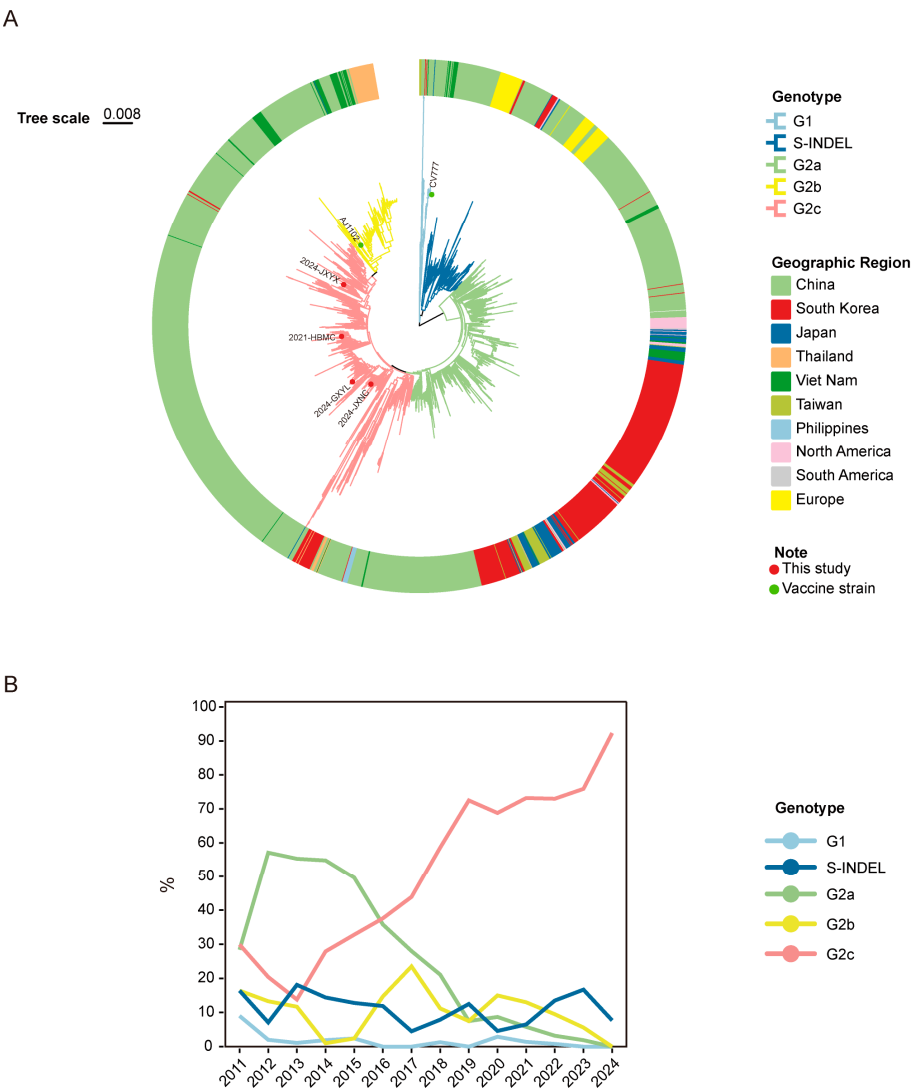 A
Tree scale 0.008
CV777
AJ1102
2024-JXYX
2021-HBMC
2024-GXYL
2024-JXNC
Genotype
G1
S-INDEL
G2a
G2b
G2c
Geographic Region
China
South Korea
Japan
Thailand
Viet Nam
Taiwan
Philippines
North America
South America
Europe
Note
This study
Vaccine strain
B
100
90
80
70
60
50
40
30
20
10
0
%
2011 2012 2013 2014 2015 2016 2017 2018 2019 2020 2021 2022 2023 2024
Genotype
G1
S-INDEL
G2a
G2b
G2c